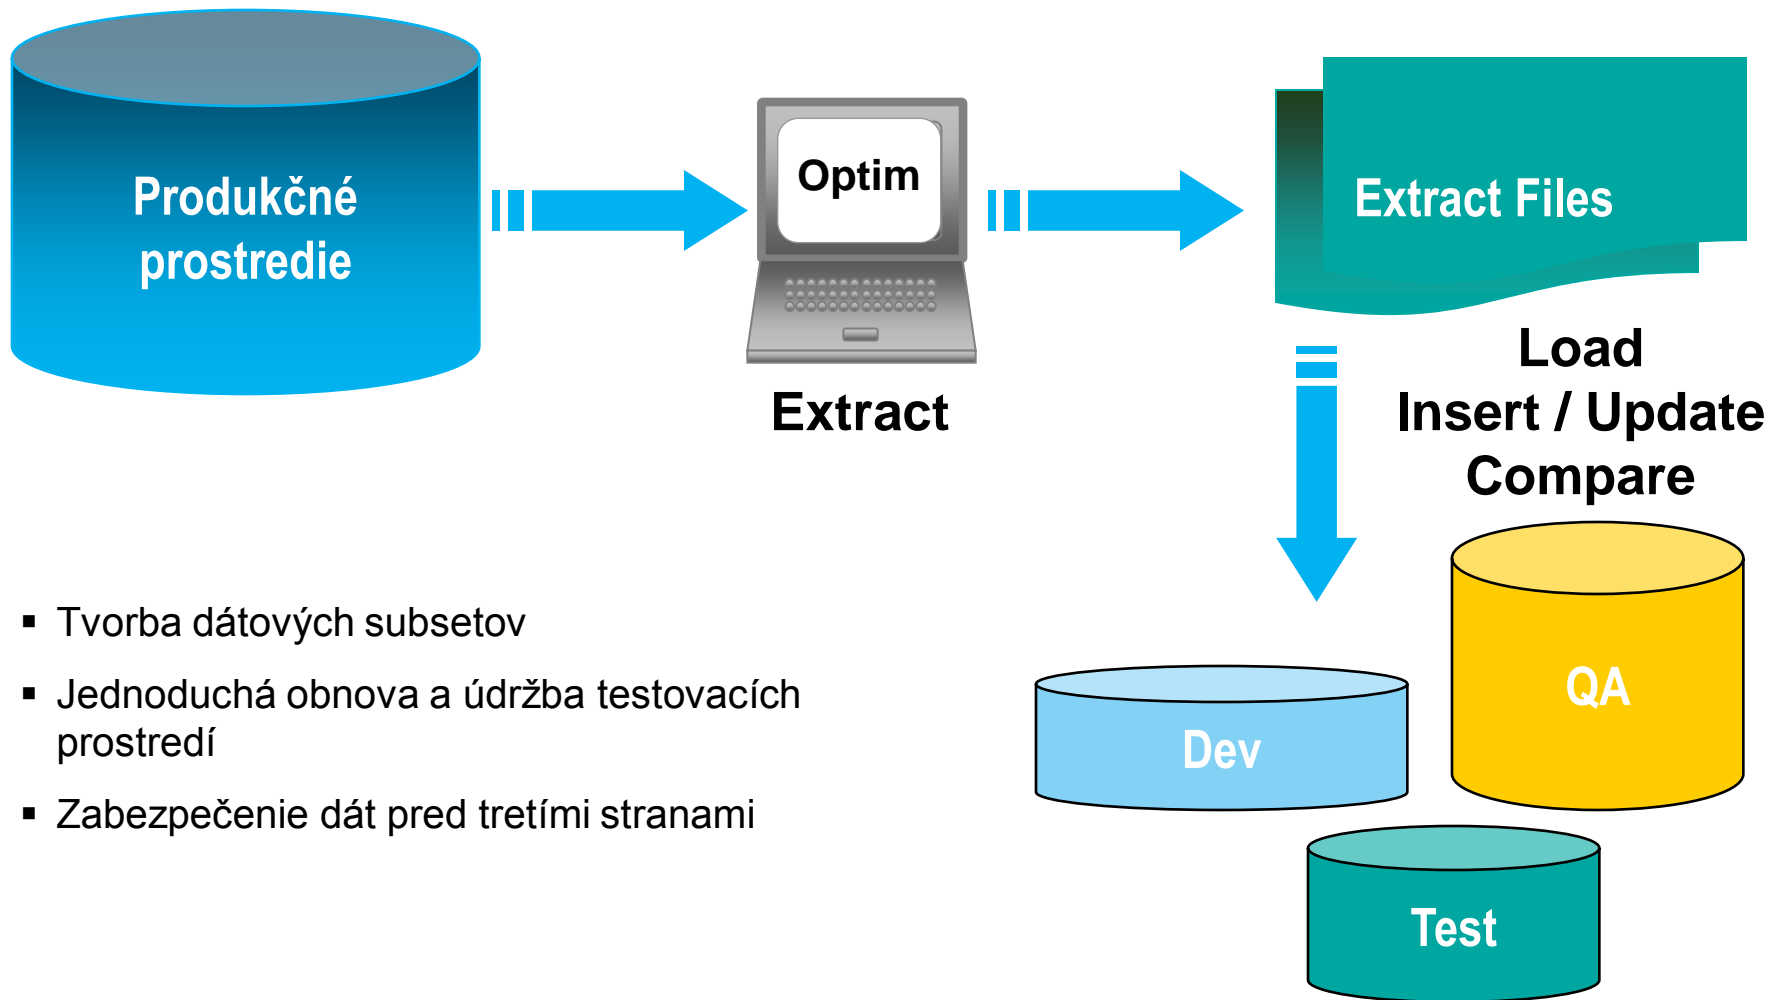 Produkčné
prostredie
Optim
Extract
Extract Files
Load
Insert / Update
Compare
▪ Tvorba dátových subsetov
▪ Jednoduchá obnova a údržba testovacích
prostredí
▪ Zabezpečenie dát pred tretími stranami
QA
Dev
Test